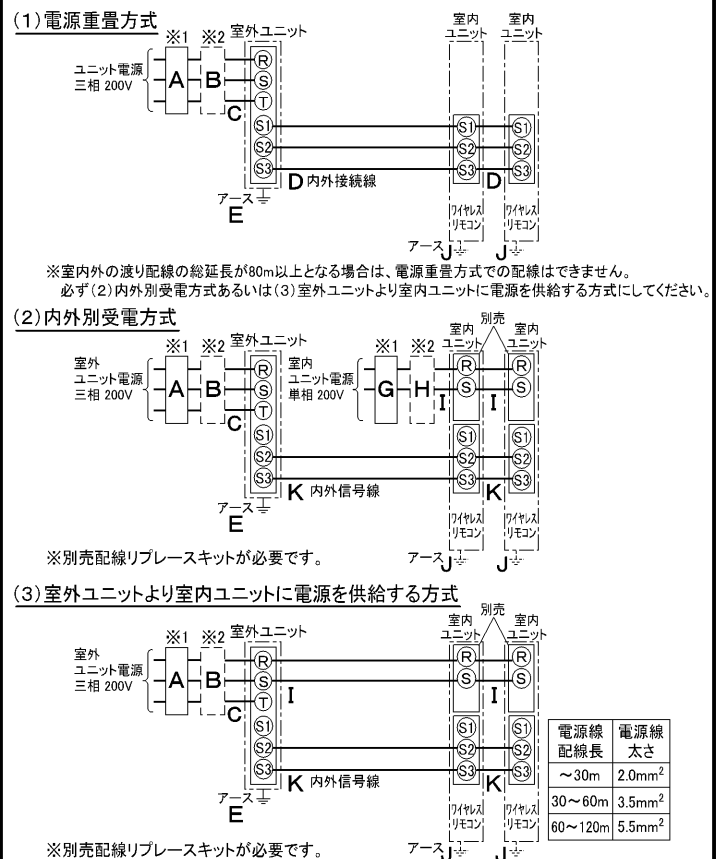 (1)電源重畳方式
※1 ※2 室外ユニット
室内
ユニット
室内
ユニット
ユニット電源
三相 200V
A
B
C
R
S
T
S1
S2
S3
D 内外接続線
アース
E
S1
S2
S3
D
S1
S2
S3
ワイヤレス
リモコン
ワイヤレス
リモコン
アース J
J
※室内外の渡り配線の総延長が80m以上となる場合は、電源重畳方式での配線はできません。
必ず(2)内外別受電方式あるいは(3)室外ユニットより室内ユニットに電源を供給する方式にしてください。
(2)内外別受電方式
※1 ※2 室外ユニット
室外
ユニット電源
三相 200V
A
B
C
R
S
T
S1
S2
S3
アース
E
K 内外信号線
室内
ユニット電源
単相 200V
※1 ※2
G
H
I
別売
室内
ユニット
室内
ユニット
R
S
I
R
S
S1
S2
S3
K
S1
S2
S3
ワイヤレス
リモコン
ワイヤレス
リモコン
アース J
J
※別売配線リプレースキットが必要です。
(3)室外ユニットより室内ユニットに電源を供給する方式
※1 ※2 室外ユニット
室外
ユニット電源
三相 200V
A
B
C
R
S
T
S1
S2
S3
I
K 内外信号線
アース
E
別売
室内
ユニット
室内
ユニット
R
S
I
R
S
S1
S2
S3
K
S1
S2
S3
ワイヤレス
リモコン
ワイヤレス
リモコン
アース J
J
電源線配線長 電源線太さ
～30m 2.0mm²
30～60m 3.5mm²
60～120m 5.5mm²
※別売配線リプレースキットが必要です。